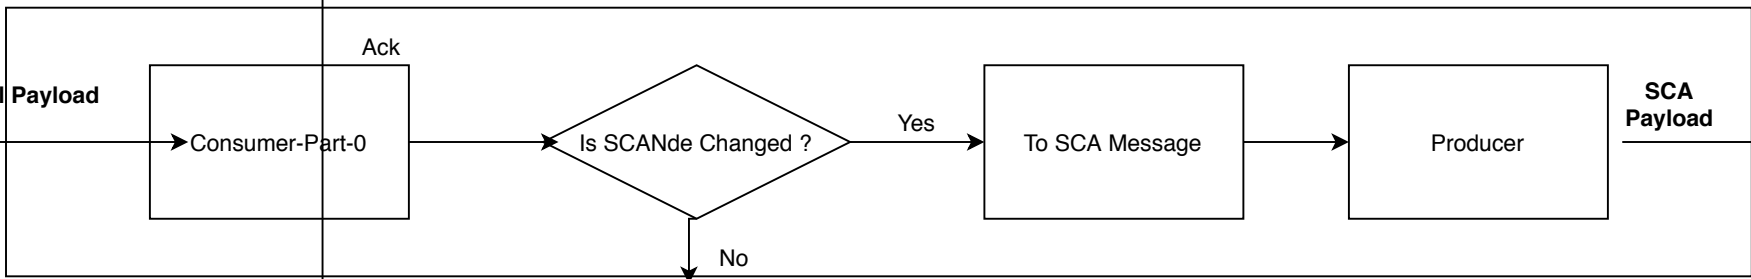 Ack
Payload
Consumer-Part-0
Is SCANde Changed ?
Yes
To SCA Message
Producer
SCA
Payload
No